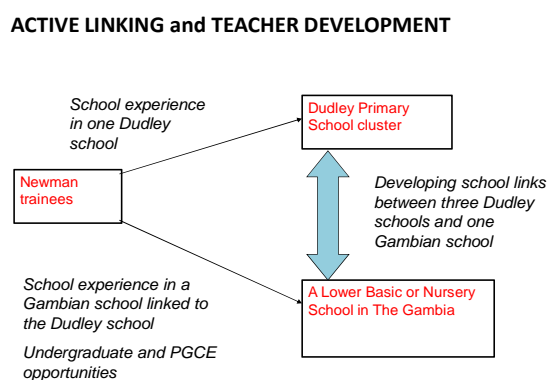 ACTIVE LINKING and TEACHER DEVELOPMENT
School experience
in one Dudley
school
Dudley Primary
School cluster
Newman
trainees
Developing school links
between three Dudley
schools and one
Gambian school
School experience in a
Gambian school linked to
the Dudley school
Undergraduate and PGCE
opportunities
A Lower Basic or Nursery
School in The Gambia